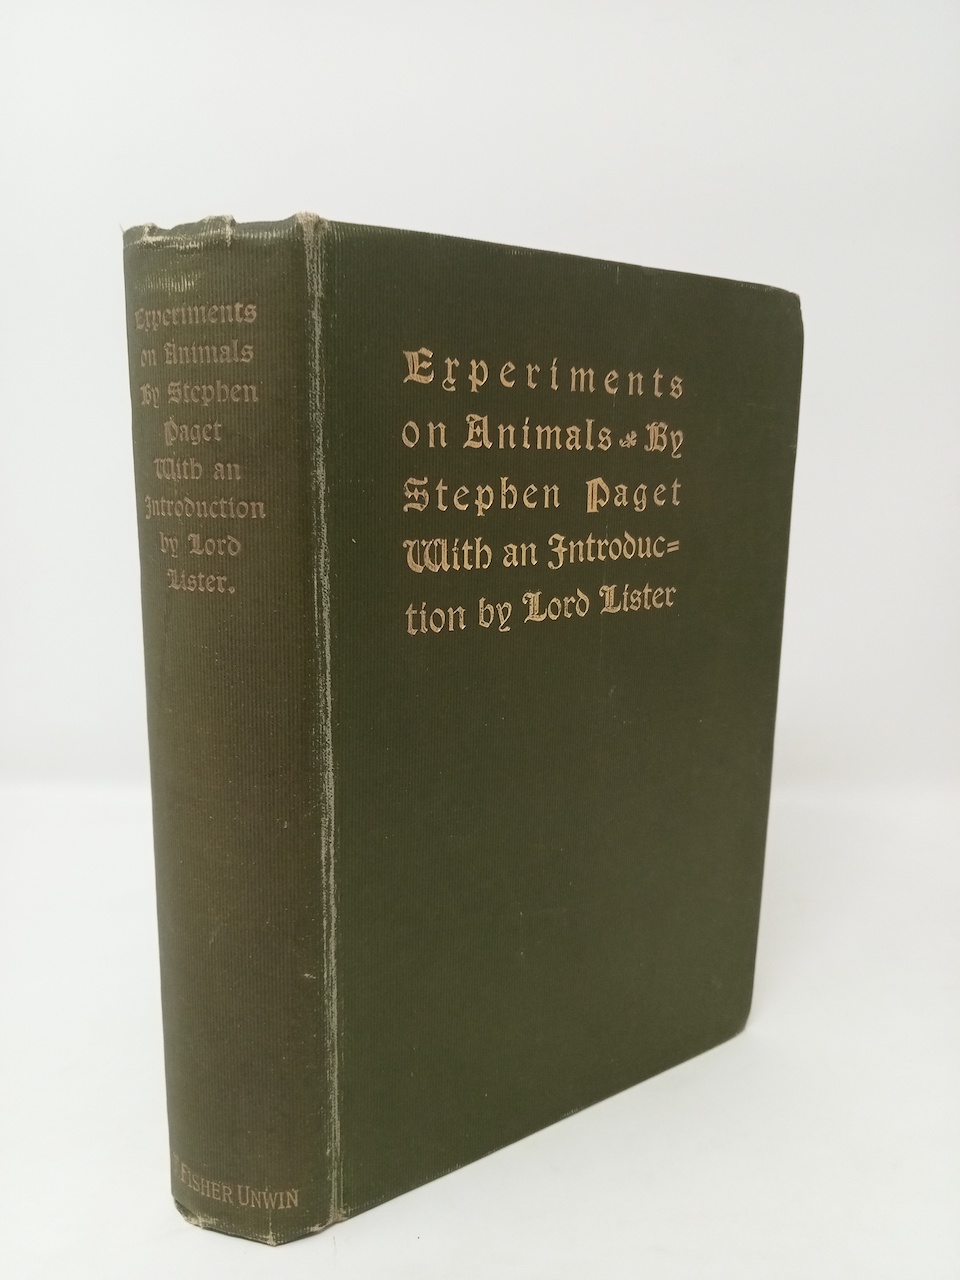 Experiments
on Animals
By Stephen
Paget
With an
Introduction
by Lord
Lister.
T FISHER UNWIN
Experiments
on Animals By
Stephen Paget
With an Introduc=
tion by Lord Lister